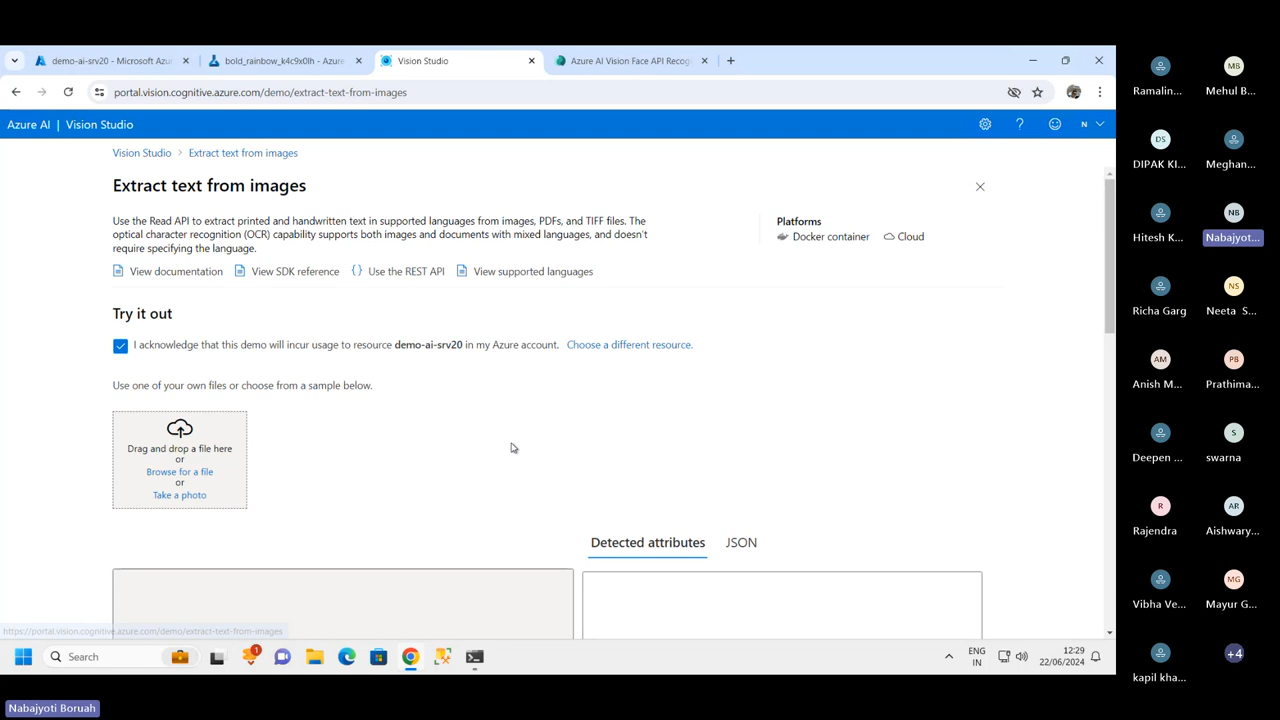 demo-ai-srv20 - Microsoft Azu
bold_rainbow_k4c9x0lh - Azure
Vision Studio
Azure AI Vision Face API Recog
portal.vision.cognitive.azure.com/demo/extract-text-from-images
Azure AI | Vision Studio
N
Vision Studio > Extract text from images
Extract text from images
Use the Read API to extract printed and handwritten text in supported languages from images, PDFs, and TIFF files. The
optical character recognition (OCR) capability supports both images and documents with mixed languages, and doesn't
require specifying the language.
Platforms
Docker container Cloud
View documentation View SDK reference {} Use the REST API View supported languages
Try it out
I acknowledge that this demo will incur usage to resource demo-ai-srv20 in my Azure account. Choose a different resource.
Use one of your own files or choose from a sample below.
Drag and drop a file here
or
Browse for a file
or
Take a photo
Detected attributes JSON
https://portal.vision.cognitive.azure.com/demo/extract-text-from-images
Search
1
ENG
IN
12:29
22/06/2024
Nabajyoti Boruah
Ramalin...
MB
Mehul B...
DS
DIPAK KI...
Meghan...
Hitesh K...
NB
Nabajyot...
Richa Garg
NS
Neeta S...
AM
Anish M...
PB
Prathima...
Deepen ...
S
swarna
R
Rajendra
AR
Aishwary...
Vibha Ve...
MG
Mayur G...
kapil kha...
+4